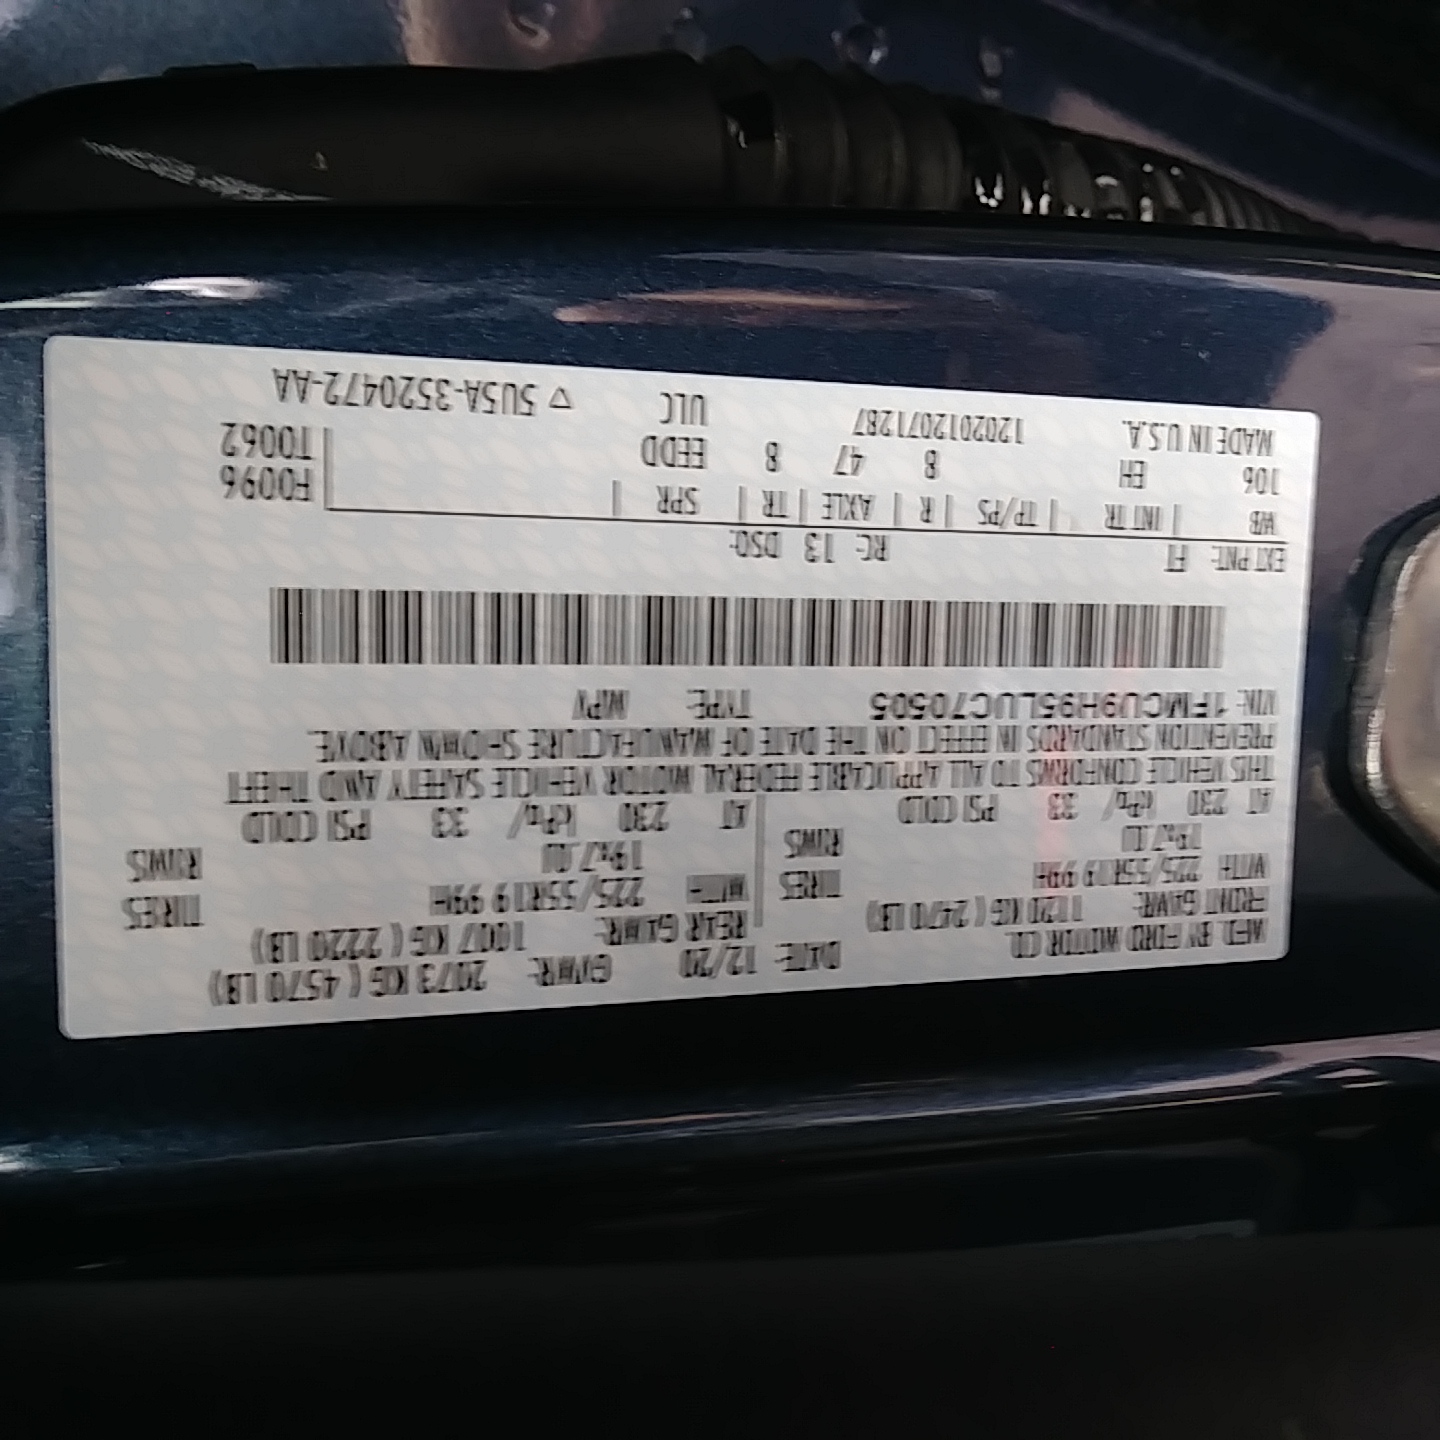 MFD. BY FORD MOTOR CO. DATE: 12/20 GVWR: 2073 KG ( 4570 LB)
FRONT GAWR: 1120 KG ( 2470 LB) REAR GAWR: 1007 KG ( 2220 LB)
WITH 225/55R19 99H TIRES WITH 225/55R19 99H TIRES
19x7.0J RIMS 19x7.0J RIMS
AT 230 kPa/ 33 PSI COLD AT 230 kPa/ 33 PSI COLD
THIS VEHICLE CONFORMS TO ALL APPLICABLE FEDERAL MOTOR VEHICLE SAFETY AND THEFT
PREVENTION STANDARDS IN EFFECT ON THE DATE OF MANUFACTURE SHOWN ABOVE.
VIN: 1FMCU9H95LUC70505 TYPE: MPV
EXT PNT: FT RC: 13 DSO:
WB | INT TR | TP/PS | R | AXLE | TR | SPR | F0096
106 EH 8 47 8 EEDD T0062
MADE IN U.S.A. 1202012071287 ULC ▽ 5U5A-3520472-AA